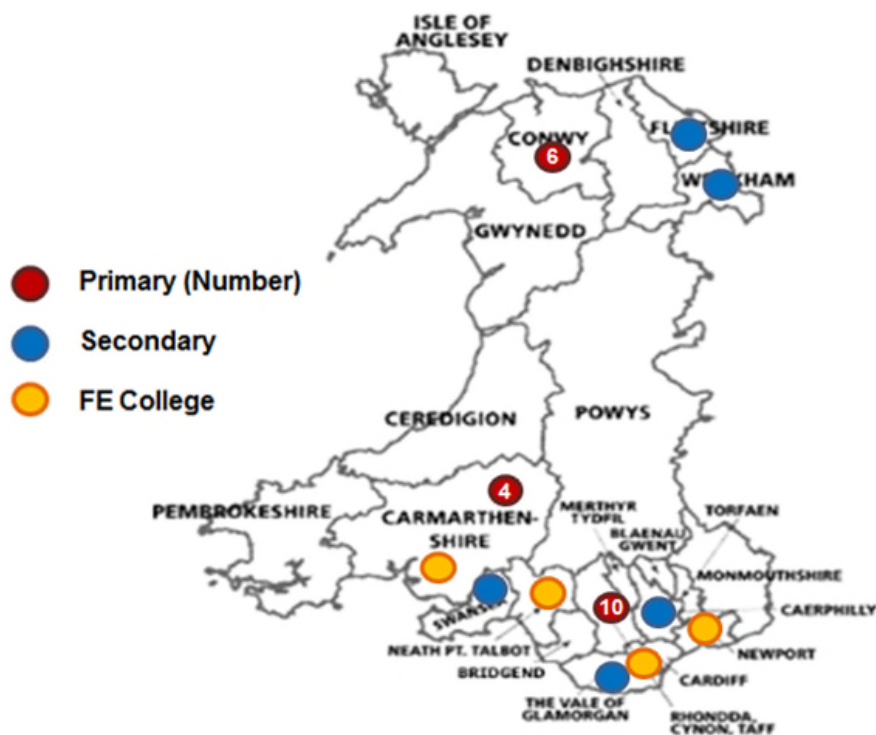 ISLE OF
ANGLESEY
DENBIGHSHIRE
CONWY
6
GWYNEDD
Primary (Number)
Secondary
FE College
CEREDIGION
POWYS
4
PEMBROKESHIRE
CARMARTHEN-
SHIRE
MERTHYR
TYDFIL
BLAENAU
GWENT
TORFAEN
MONMOUTHSHIRE
CAERPHILLY
10
NEATH PT. TALBOT
BRIDGEND
NEWPORT
CARDIFF
THE VALE OF
GLAMORGAN
RHONDDA,
CYNON, TAFF